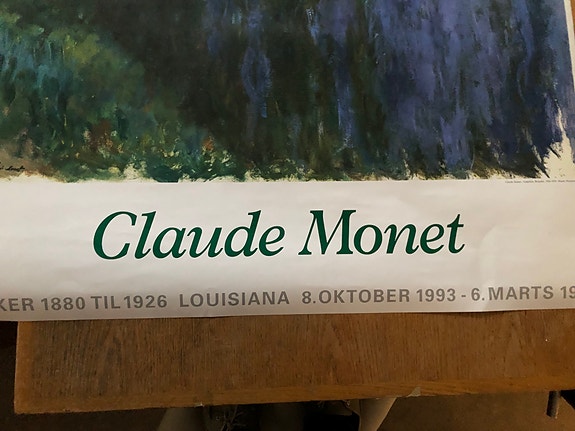 Claude Monet
KER 1880 TIL 1926 LOUISIANA 8. OKTOBER 1993 - 6. MARTS 19